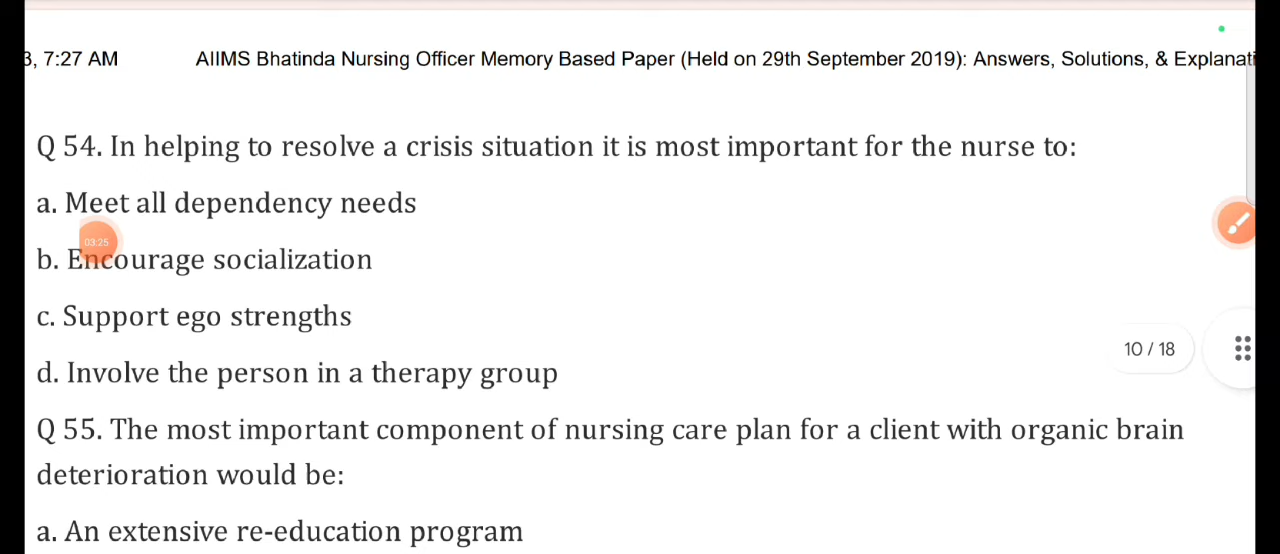 3, 7:27 AM AIIMS Bhatinda Nursing Officer Memory Based Paper (Held on 29th September 2019): Answers, Solutions, & Explanati
Q 54. In helping to resolve a crisis situation it is most important for the nurse to:
a. Meet all dependency needs
03:25
b. Encourage socialization
c. Support ego strengths
10 / 18
d. Involve the person in a therapy group
Q 55. The most important component of nursing care plan for a client with organic brain
deterioration would be:
a. An extensive re-education program